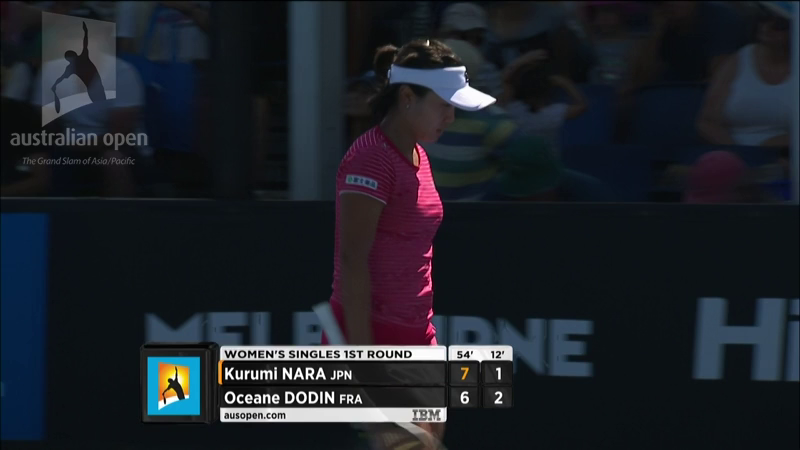 australian open
The Grand Slam of Asia/Pacific
MELBOURNE
Hi
WOMEN'S SINGLES 1ST ROUND 54' 12'
Kurumi NARA JPN 7 1
Oceane DODIN FRA 6 2
ausopen.com IBM